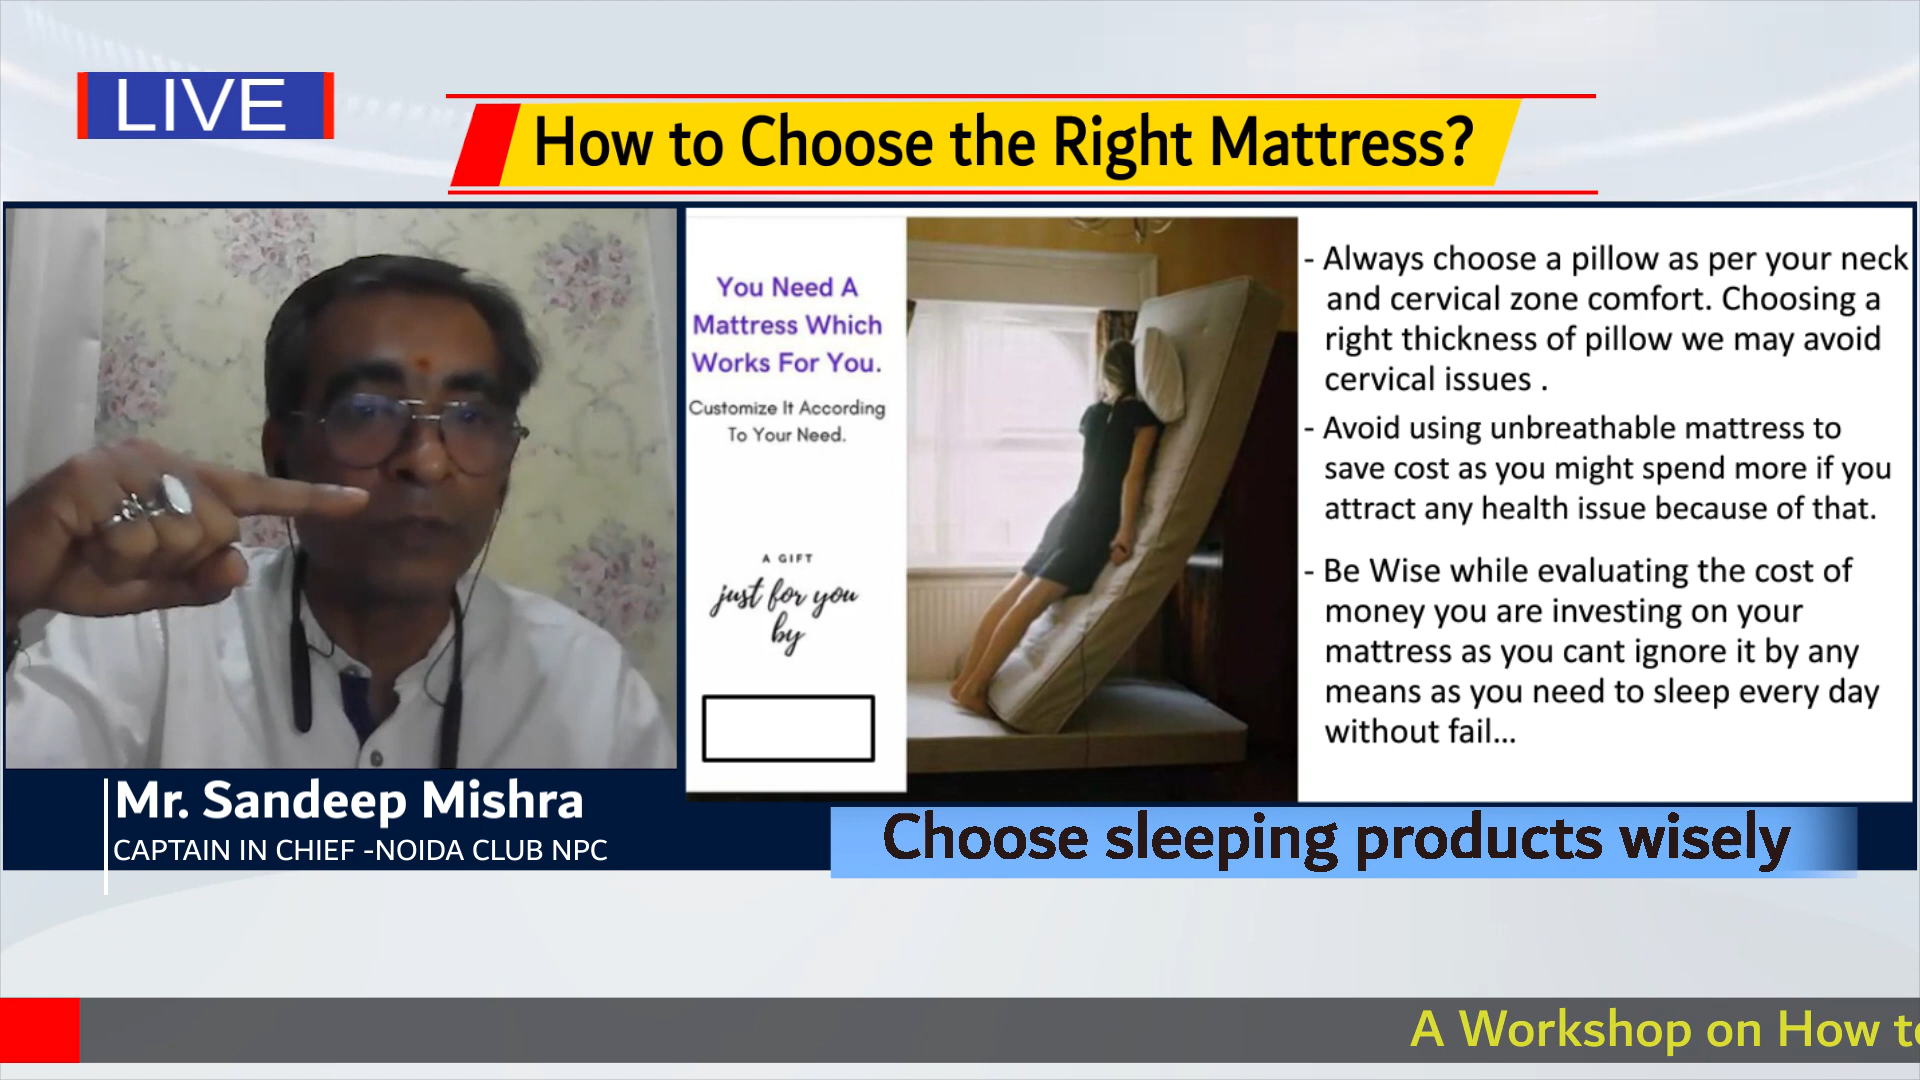 LIVE
How to Choose the Right Mattress?
You Need A
Mattress Which
Works For You.
Customize It According
To Your Need.
A GIFT
just for you
by
- Always choose a pillow as per your neck
and cervical zone comfort. Choosing a
right thickness of pillow we may avoid
cervical issues .
- Avoid using unbreathable mattress to
save cost as you might spend more if you
attract any health issue because of that.
- Be Wise while evaluating the cost of
money you are investing on your
mattress as you cant ignore it by any
means as you need to sleep every day
without fail...
Mr. Sandeep Mishra
CAPTAIN IN CHIEF -NOIDA CLUB NPC
Choose sleeping products wisely
A Workshop on How to